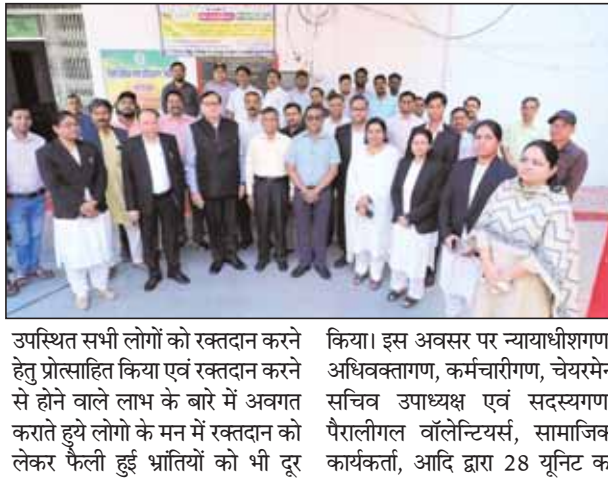 उपस्थित सभी लोगों को रक्तदान करने
हेतु प्रोत्साहित किया एवं रक्तदान करने
से होने वाले लाभ के बारे में अवगत
कराते हुये लोगो के मन में रक्तदान को
लेकर फैली हुई भ्रांतियों को भी दूर
किया। इस अवसर पर न्यायाधीशगण
अधिवक्तागण, कर्मचारीगण, चेयरमेन
सचिव उपाध्यक्ष एवं सदस्यगण
पैरालीगल वॉलेन्टियर्स, सामाजिक
कार्यकर्ता, आदि द्वारा 28 यूनिट क